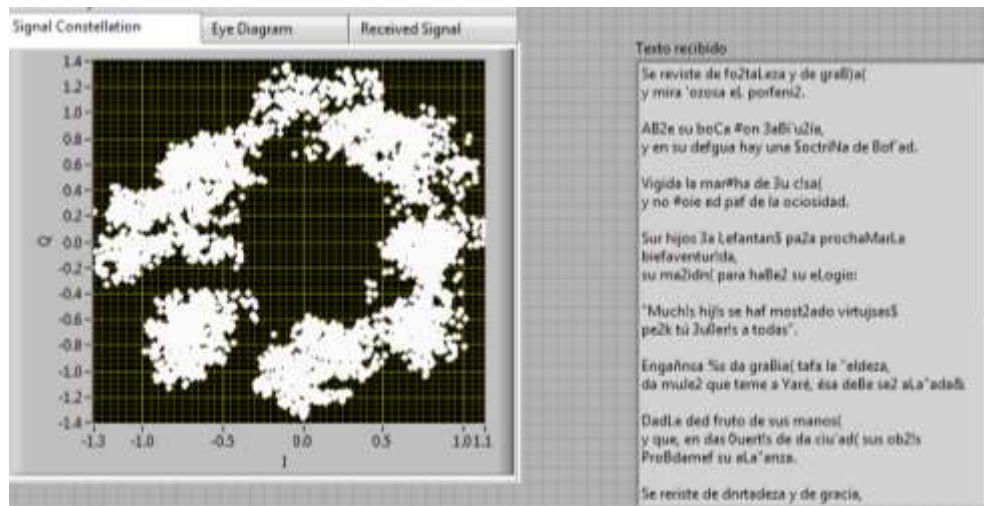 Signal Constellation
Eye Diagram
Received Signal
1.4
1.2
1.0
0.8
0.6
0.4
0.2
0.0
-0.2
-0.4
-0.6
-0.8
-1.0
-1.2
-1.4
Q
-1.3 -1.0 -0.5 0.0 0.5 1.0 1.1
I
Texto recibido
Se reviste de fo2taLeza y de graB)a(
y mira 'ozosa eL porfeni2.
AB2e su boCa #on 3aBi`u2ia,
y en su defgua hay una $octriNa de Bof´ad.
Vigida la mar#ha de 3u c!sa(
y no #oie ed paf de la ociosidad.
Sur hijos 3a Lefantan$ pa2a prochaMarLa
biefaventur!da,
su ma2idn( para haBe2 su eLogio:
"Much!s hij!s se haf most2ado virtujses$
pe2k tú 3uBer!s a todas".
Engañnsa %s da graBia( tafa la "eldeza,
da mule2 que teme a Yaré, ésa deBe se2 aLa"ada&
DadLe ded fruto de sus manos(
y que, en das 0uert!s de da ciu´ad( sus ob2!s
ProBdamef su aLa"anza.
Se reriste de dnrtadeza y de gracia,